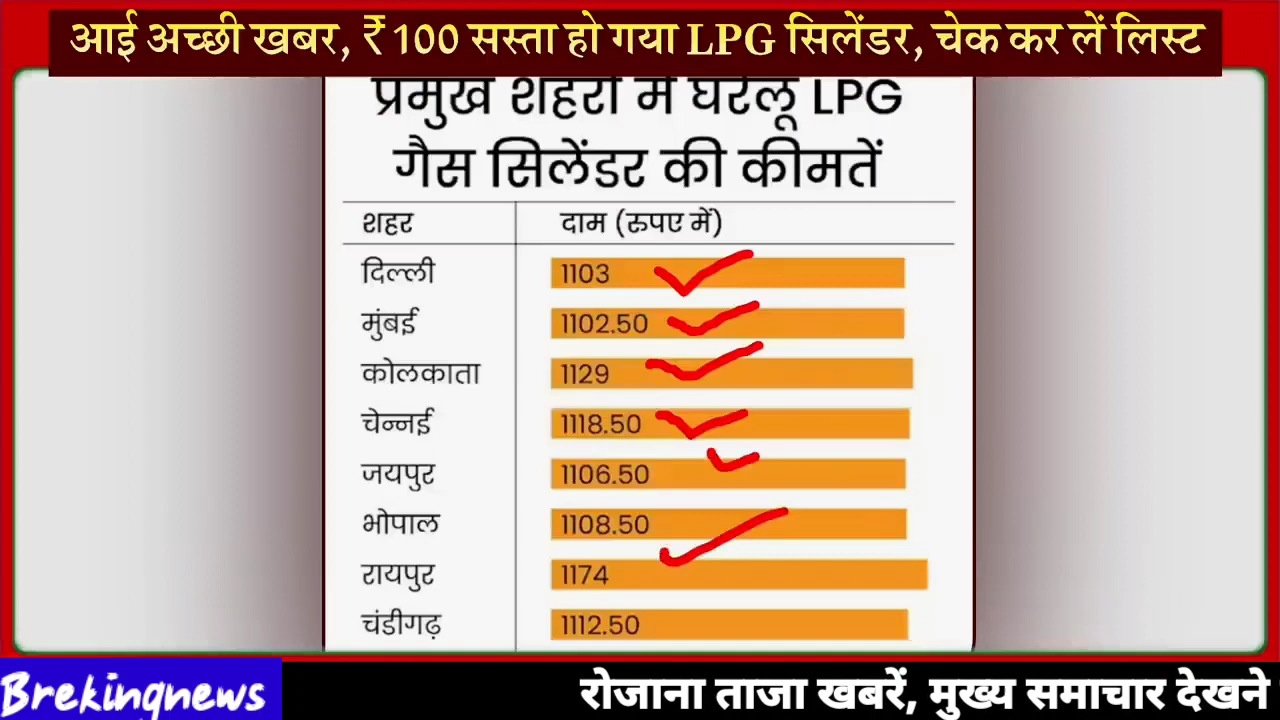 आई अच्छी खबर, ₹100 सस्ता हो गया LPG सिलेंडर, चेक कर लें लिस्ट
प्रमुख शहरों में घरेलू LPG
गैस सिलेंडर की कीमतें
शहर दाम (रुपए में)
दिल्ली 1103
मुंबई 1102.50
कोलकाता 1129
चेन्नई 1118.50
जयपुर 1106.50
भोपाल 1108.50
रायपुर 1174
चंडीगढ़ 1112.50
Brekingnews रोजाना ताजा खबरें, मुख्य समाचार देखने